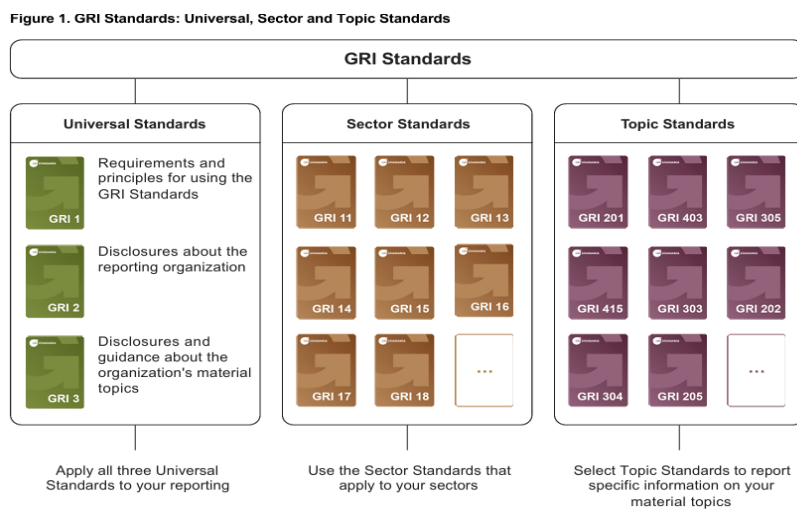 Figure 1. GRI Standards: Universal, Sector and Topic Standards
GRI Standards
Universal Standards
GRI 1
Requirements and
principles for using the
GRI Standards
GRI 2
Disclosures about the
reporting organization
GRI 3
Disclosures and
guidance about the
organization's material
topics
Apply all three Universal
Standards to your reporting
Sector Standards
GRI 11
GRI 12
GRI 13
GRI 14
GRI 15
GRI 16
GRI 17
GRI 18
...
Use the Sector Standards that
apply to your sectors
Topic Standards
GRI 201
GRI 403
GRI 305
GRI 415
GRI 303
GRI 202
GRI 304
GRI 205
...
Select Topic Standards to report
specific information on your
material topics